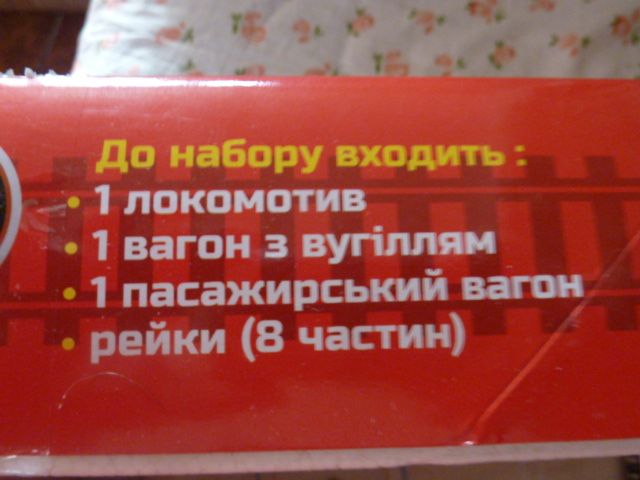 До набору входить :
• 1 локомотив
• 1 вагон з вугіллям
• 1 пасажирський вагон
• рейки (8 частин)